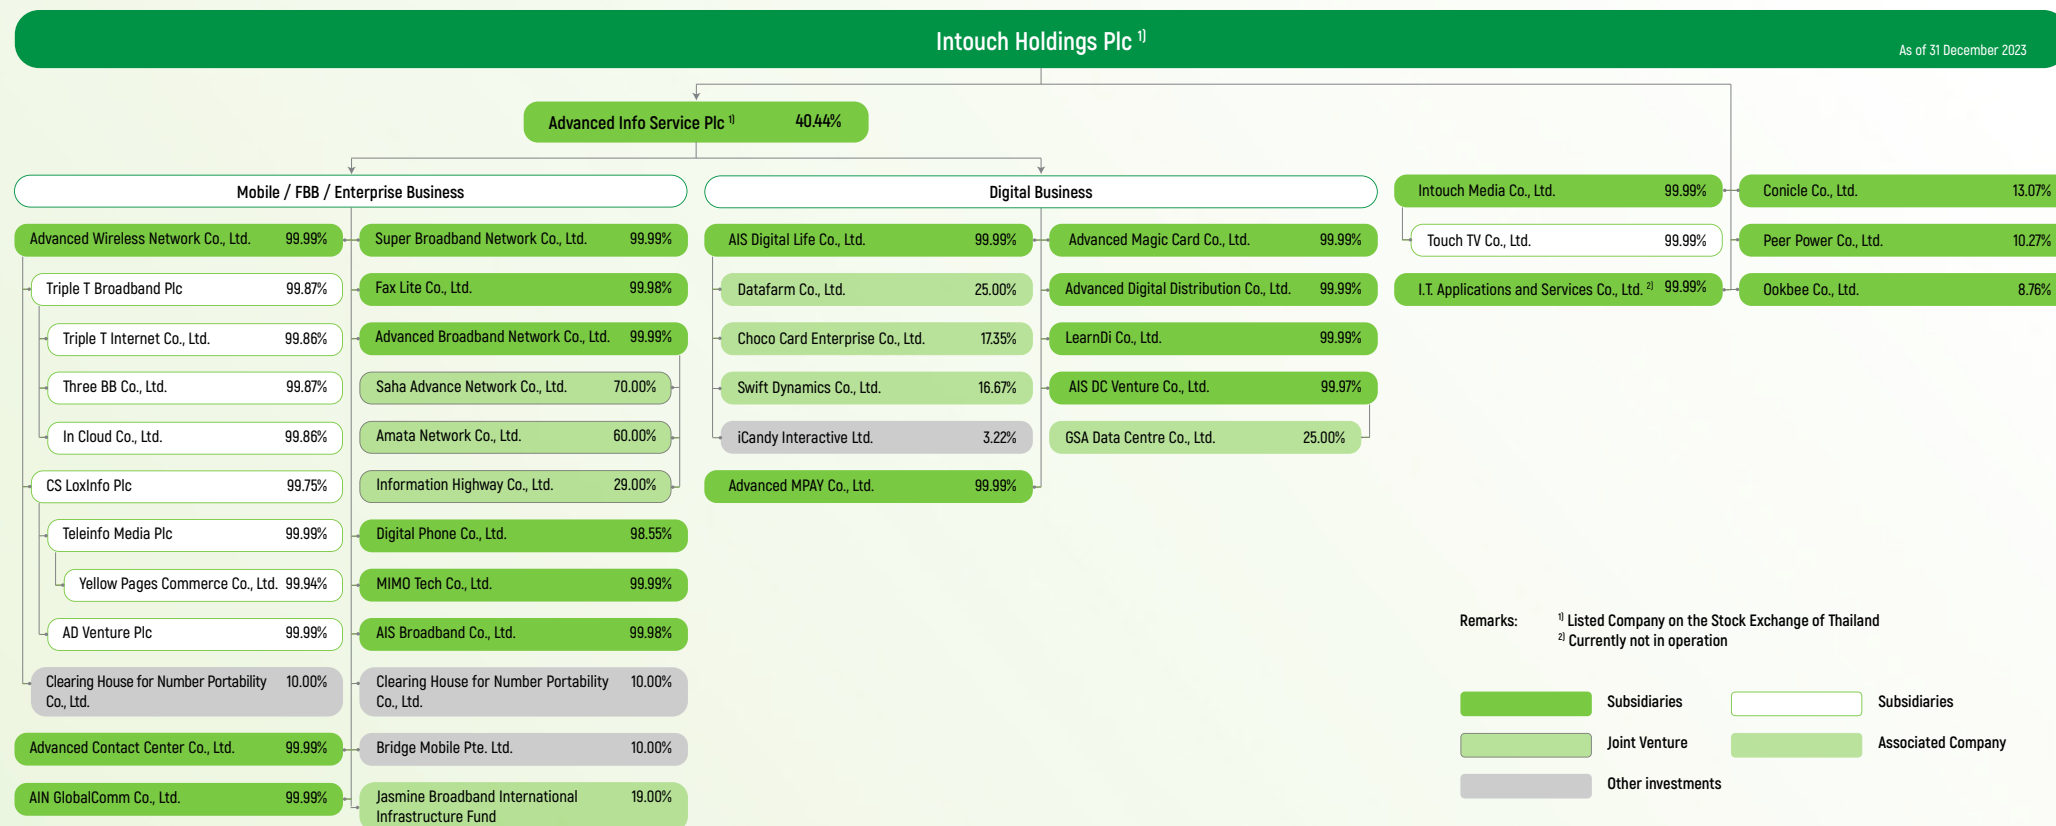 Intouch Holdings Plc 1)
As of 31 December 2023
Advanced Info Service Plc 1) 40.44%
Mobile / FBB / Enterprise Business
Advanced Wireless Network Co., Ltd. 99.99%
Triple T Broadband Plc 99.87%
Triple T Internet Co., Ltd. 99.86%
Three BB Co., Ltd. 99.87%
In Cloud Co., Ltd. 99.86%
CS LoxInfo Plc 99.75%
Teleinfo Media Plc 99.99%
Yellow Pages Commerce Co., Ltd. 99.94%
AD Venture Plc 99.99%
Clearing House for Number Portability 10.00%
Co., Ltd.
Advanced Contact Center Co., Ltd. 99.99%
AIN GlobalComm Co., Ltd. 99.99%
Super Broadband Network Co., Ltd. 99.99%
Fax Lite Co., Ltd. 99.98%
Advanced Broadband Network Co., Ltd. 99.99%
Saha Advance Network Co., Ltd. 70.00%
Amata Network Co., Ltd. 60.00%
Information Highway Co., Ltd. 29.00%
Digital Phone Co., Ltd. 98.55%
MIMO Tech Co., Ltd. 99.99%
AIS Broadband Co., Ltd. 99.98%
Clearing House for Number Portability 10.00%
Co., Ltd.
Bridge Mobile Pte. Ltd. 10.00%
Jasmine Broadband International 19.00%
Infrastructure Fund
Digital Business
AIS Digital Life Co., Ltd. 99.99%
Datafarm Co., Ltd. 25.00%
Choco Card Enterprise Co., Ltd. 17.35%
Swift Dynamics Co., Ltd. 16.67%
iCandy Interactive Ltd. 3.22%
Advanced MPAY Co., Ltd. 99.99%
Advanced Magic Card Co., Ltd. 99.99%
Advanced Digital Distribution Co., Ltd. 99.99%
LearnDi Co., Ltd. 99.99%
AIS DC Venture Co., Ltd. 99.97%
GSA Data Centre Co., Ltd. 25.00%
Intouch Media Co., Ltd. 99.99%
Touch TV Co., Ltd. 99.99%
I.T. Applications and Services Co., Ltd. 2) 99.99%
Conicle Co., Ltd. 13.07%
Peer Power Co., Ltd. 10.27%
Ookbee Co., Ltd. 8.76%
Remarks: 1) Listed Company on the Stock Exchange of Thailand
2) Currently not in operation
Subsidiaries
Subsidiaries
Joint Venture
Associated Company
Other investments